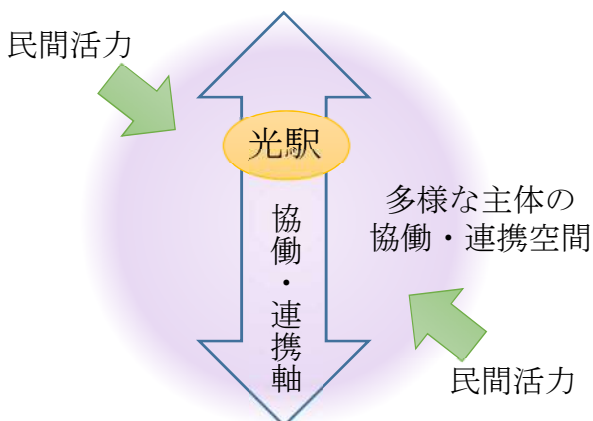 民間活力
光駅
多様な主体の
協働・連携空間
協働・連携軸
民間活力